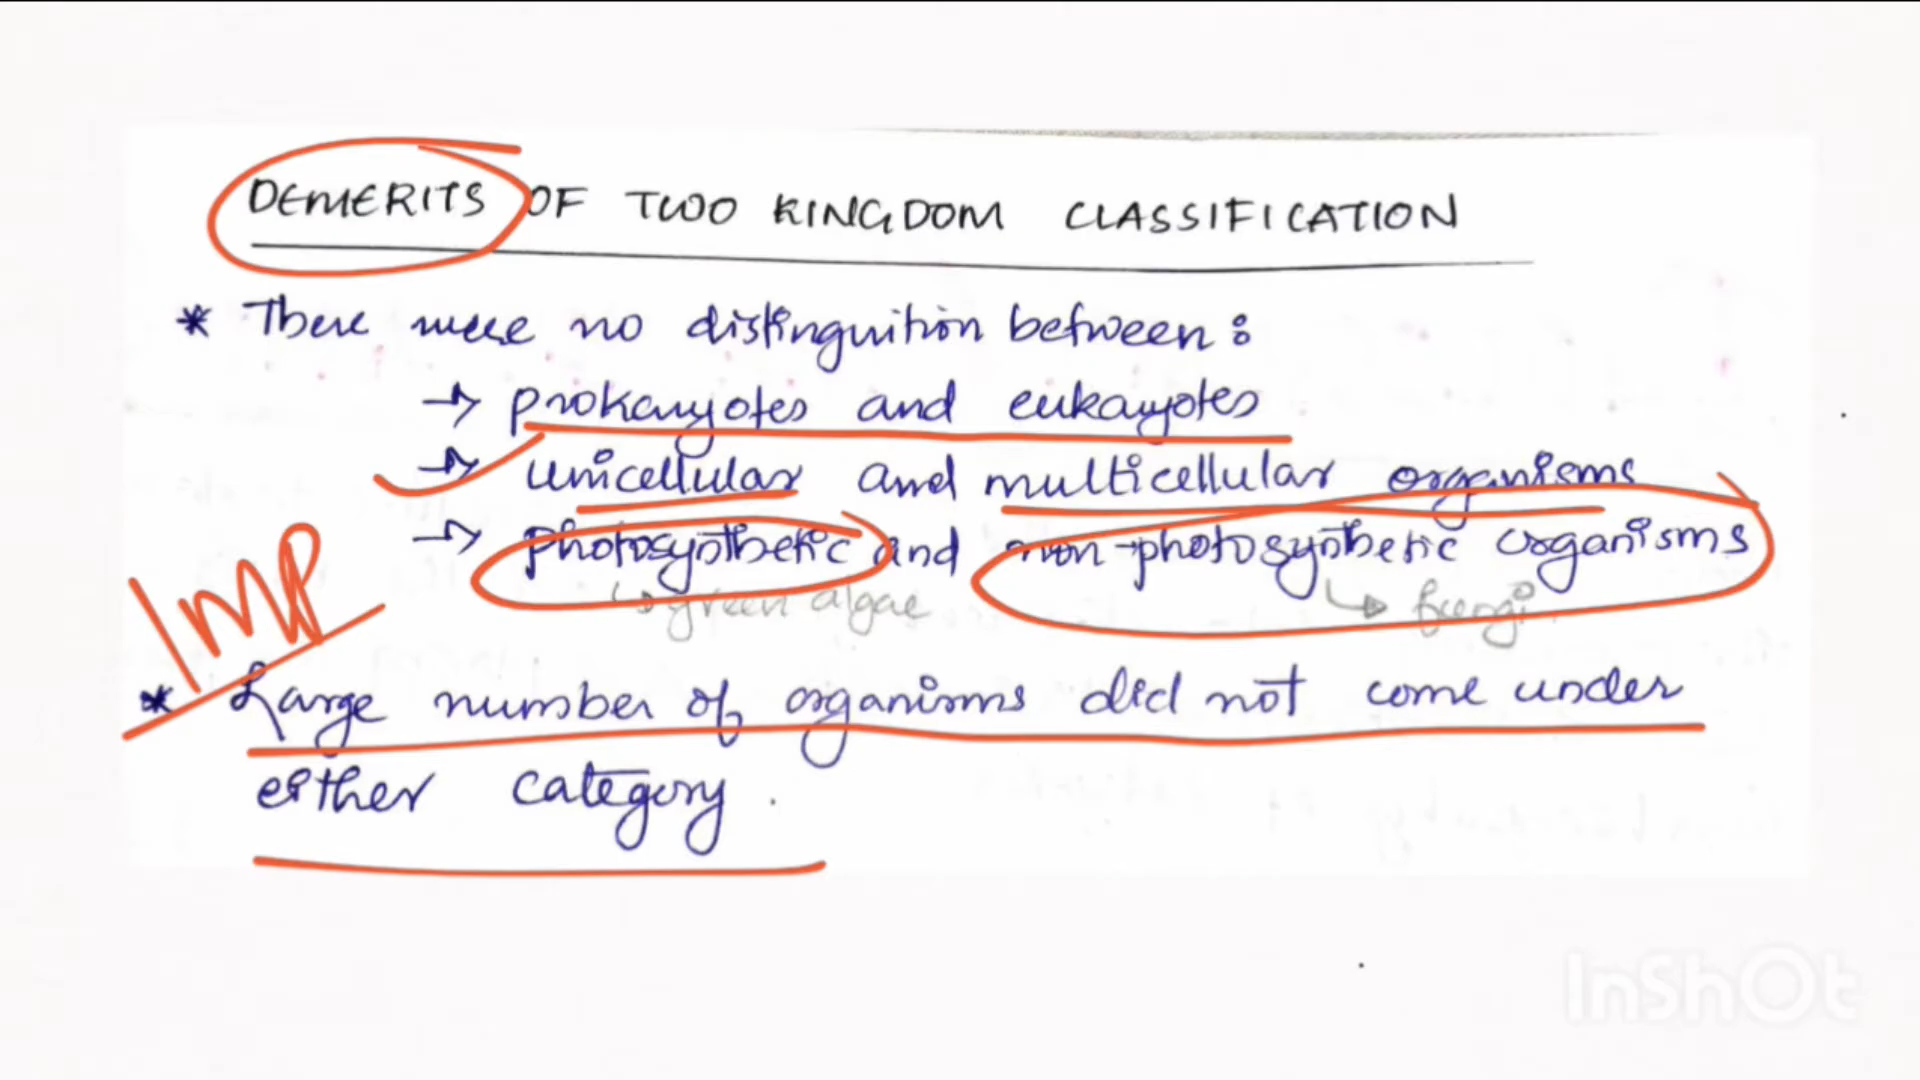 DEMERITS OF TWO KINGDOM CLASSIFICATION
* There were no distinguition between:
→ prokaryotes and eukaryotes
→ unicellular and multicellular organisms
→ photosynthetic and non-photosynthetic organisms
↳ green algae ↳ fungi
IMP
* Large number of organisms did not come under
either category.
InShOt